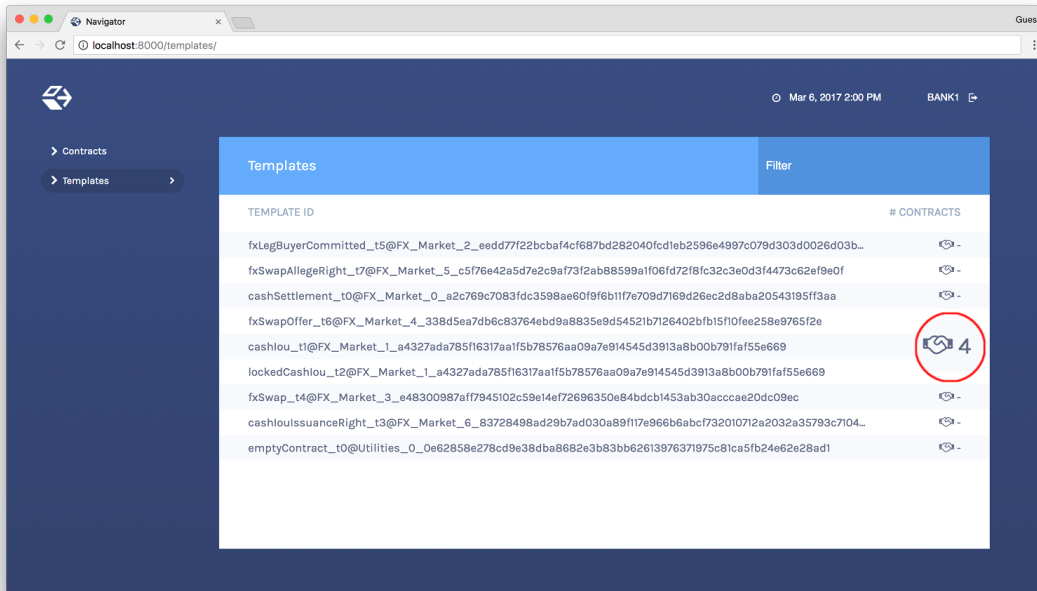 Navigator
Gues
localhost:8000/templates/
Mar 6, 2017 2:00 PM BANK1
Contracts
Templates
Templates Filter
TEMPLATE ID # CONTRACTS
fxLegBuyerCommitted_t5@FX_Market_2_eedd77f22bcbaf4cf687bd282040fcd1eb2596e4997c079d303d0026d03b... -
fxSwapAllegeRight_t7@FX_Market_5_c5f76e42a5d7e2c9af73f2ab88599a1f06fd72f8fc32c3e0d3f4473c62ef9e0f -
cashSettlement_t0@FX_Market_0_a2c769c7083fdc3598ae60f9f6b11f7e709d7169d26ec2d8aba20543195ff3aa -
fxSwapOffer_t6@FX_Market_4_338d5ea7db6c83764ebd9a8835e9d54521b7126402bfb15f10fee258e9765f2e
cashIou_t1@FX_Market_1_a4327ada785f16317aa1f5b78576aa09a7e914545d3913a8b00b791faf55e669 4
lockedCashIou_t2@FX_Market_1_a4327ada785f16317aa1f5b78576aa09a7e914545d3913a8b00b791faf55e669
fxSwap_t4@FX_Market_3_e48300987aff7945102c59e14ef72696350e84bdcb1453ab30acccae20dc09ec -
cashIouIssuanceRight_t3@FX_Market_6_83728498ad29b7ad030a89f117e966b6abcf732010712a2032a35793c7104... -
emptyContract_t0@Utilities_0_0e62858e278cd9e38dba8682e3b83bb62613976371975c81ca5fb24e62e28ad1 -